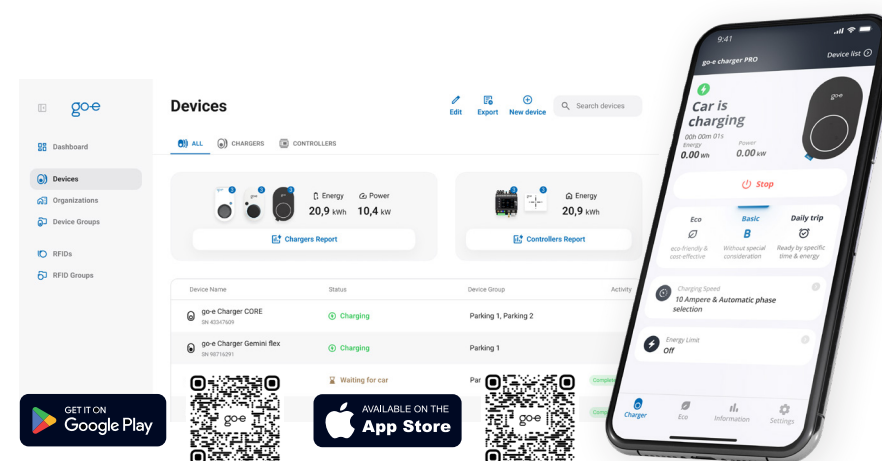 go-e
Dashboard
Devices
Organizations
Device Groups
RFIDs
RFID Groups
Devices
Edit
Export
New device
Search devices
ALL
CHARGERS
CONTROLLERS
3
3
3
Energy
Power
20,9 kWh
10,4 kW
Chargers Report
3
3
Energy
20,9 kWh
Controllers Report
Device Name
Status
Device Group
Activity
go-e Charger CORE
SN 40347609
Charging
Parking 1, Parking 2
go-e Charger Gemini flex
SN 98716291
Charging
Parking 1
Waiting for car
Par
GET IT ON
Google Play
go-e
AVAILABLE ON THE
App Store
go-e
9:41
go-e charger PRO
Device list
Car is
charging
00h 00m 01s
Energy
0.00 Wh
Power
0.00 kW
go-e
Stop
Eco
eco-friendly &
cost-effective
Basic
B
Without special
consideration
Daily trip
Ready by specific
time & energy
Charging Speed
10 Ampere & Automatic phase
selection
Energy Limit
Off
Charger
Eco
Information
Settings